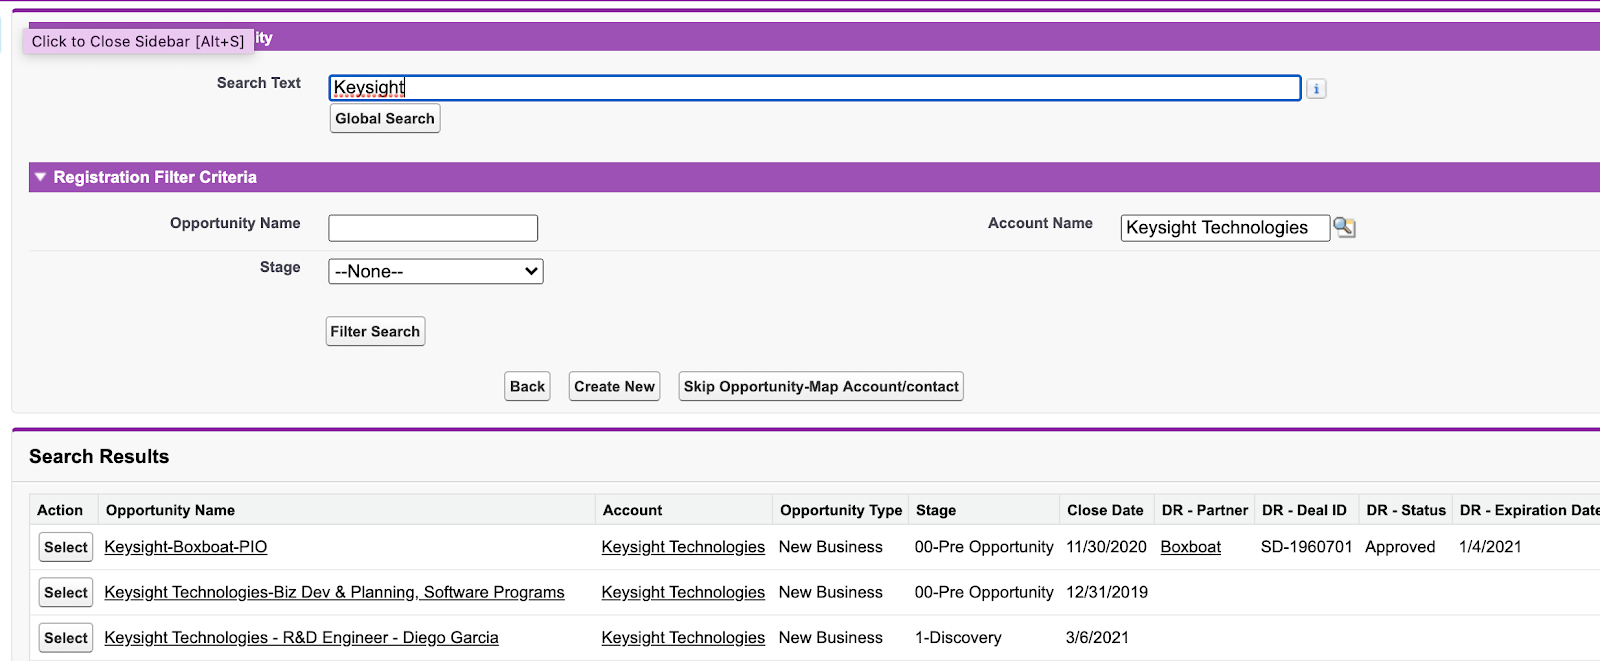 Click to Close Sidebar [Alt+S] ity
Search Text Keysight i
Global Search
Registration Filter Criteria
Opportunity Name Account Name Keysight Technologies
Stage --None--
Filter Search
Back Create New Skip Opportunity-Map Account/contact
Search Results
Action Opportunity Name Account Opportunity Type Stage Close Date DR - Partner DR - Deal ID DR - Status DR - Expiration Date
Select Keysight-Boxboat-PIO Keysight Technologies New Business 00-Pre Opportunity 11/30/2020 Boxboat SD-1960701 Approved 1/4/2021
Select Keysight Technologies-Biz Dev & Planning, Software Programs Keysight Technologies New Business 00-Pre Opportunity 12/31/2019
Select Keysight Technologies - R&D Engineer - Diego Garcia Keysight Technologies New Business 1-Discovery 3/6/2021